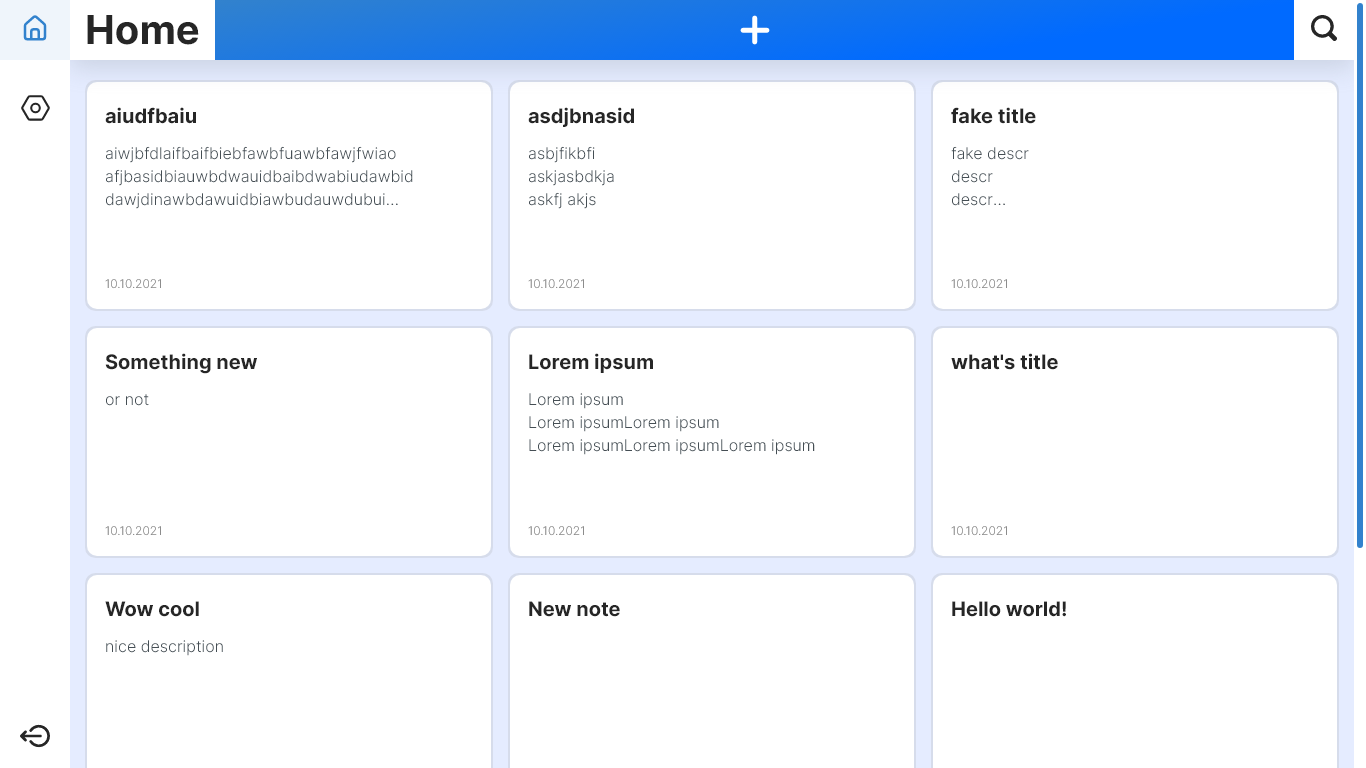 Home
aiudfbaiu
aiwjbfdlaifbaifbiebfawbfuawbfawjfwiao
afjbasidbiauwbdwauidbaibdwabiudawbid
dawjdinawbdawuidbiawbudauwdubui...
10.10.2021
asdjbnasid
asbjfikbfi
askjasbdkja
askfj akjs
10.10.2021
fake title
fake descr
descr
descr...
10.10.2021
Something new
or not
10.10.2021
Lorem ipsum
Lorem ipsum
Lorem ipsumLorem ipsum
Lorem ipsumLorem ipsumLorem ipsum
10.10.2021
what's title
10.10.2021
Wow cool
nice description
New note
Hello world!